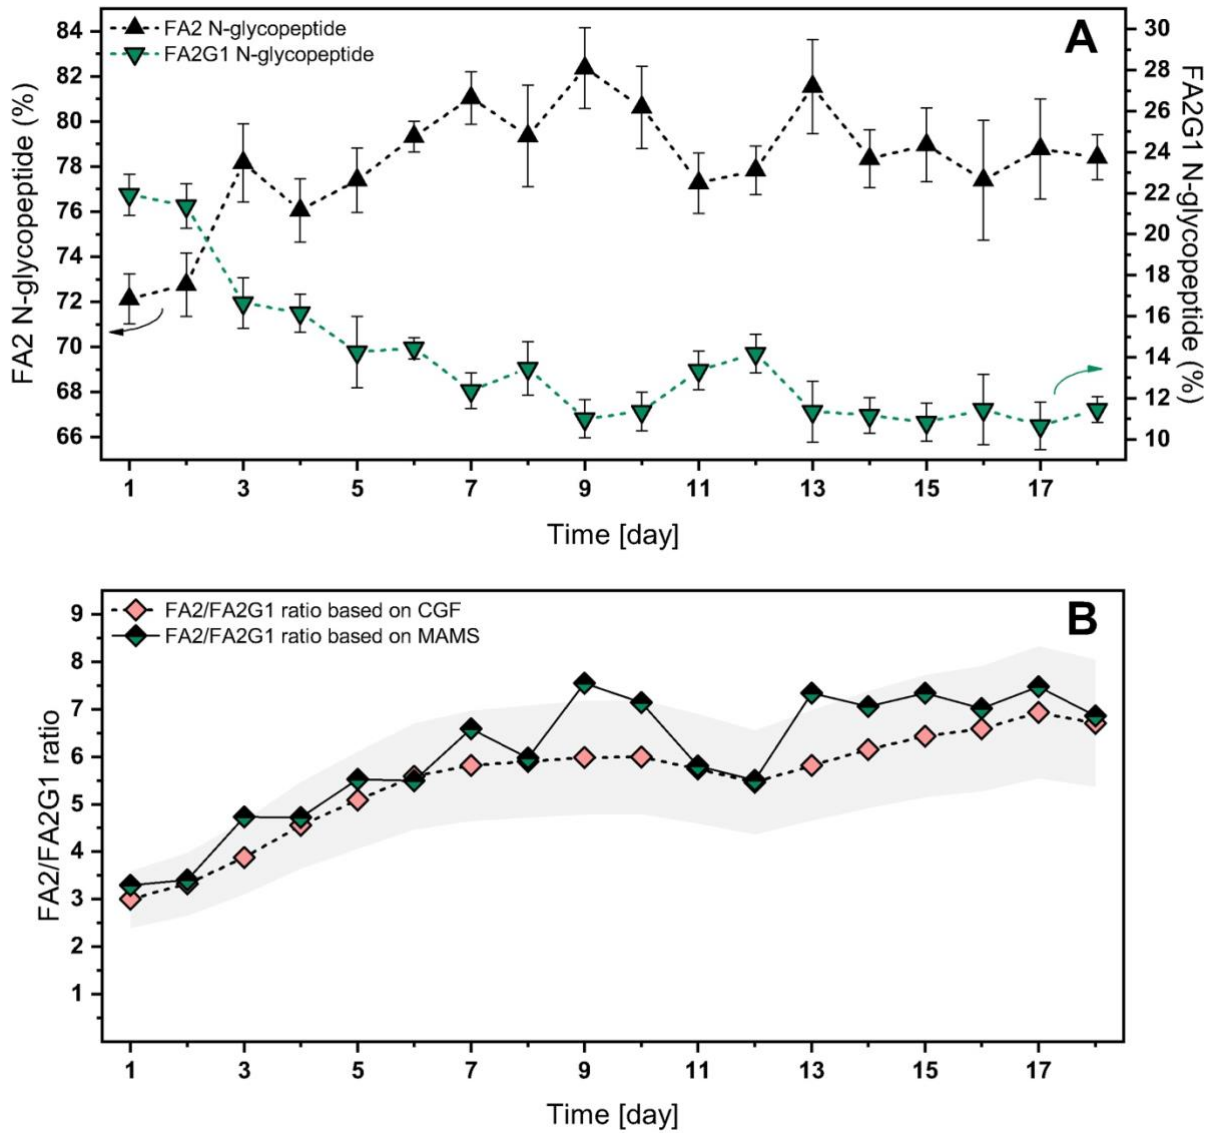 A
FA2 N-glycopeptide
FA2G1 N-glycopeptide
FA2 N-glycopeptide (%)
84
82
80
78
76
74
72
70
68
66
FA2G1 N-glycopeptide (%)
30
28
26
24
22
20
18
16
14
12
10
1 3 5 7 9 11 13 15 17
Time [day]
B
FA2/FA2G1 ratio based on CGF
FA2/FA2G1 ratio based on MAMS
FA2/FA2G1 ratio
9
8
7
6
5
4
3
2
1
1 3 5 7 9 11 13 15 17
Time [day]